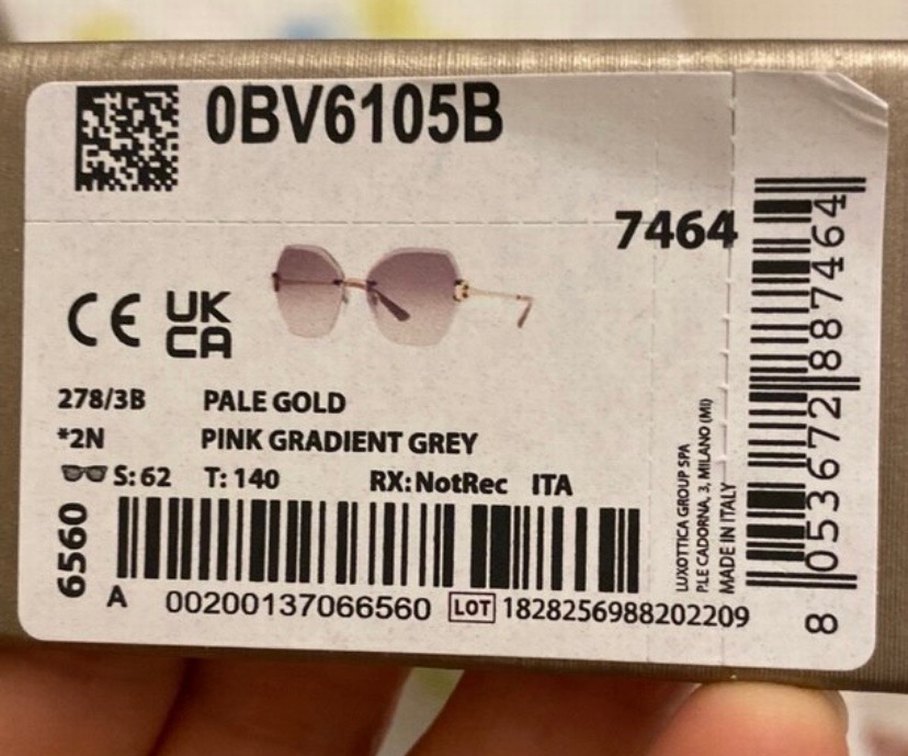 0BV6105B
7464
CE UK
CA
278/3B PALE GOLD
*2N PINK GRADIENT GREY
S: 62 T: 140 RX: NotRec ITA
6560
A 00200137066560 LOT 1828256988202209
LUXOTTICA GROUP SPA
P.LE CADORNA, 3, MILANO (MI)
MADE IN ITALY
8 053672 887464